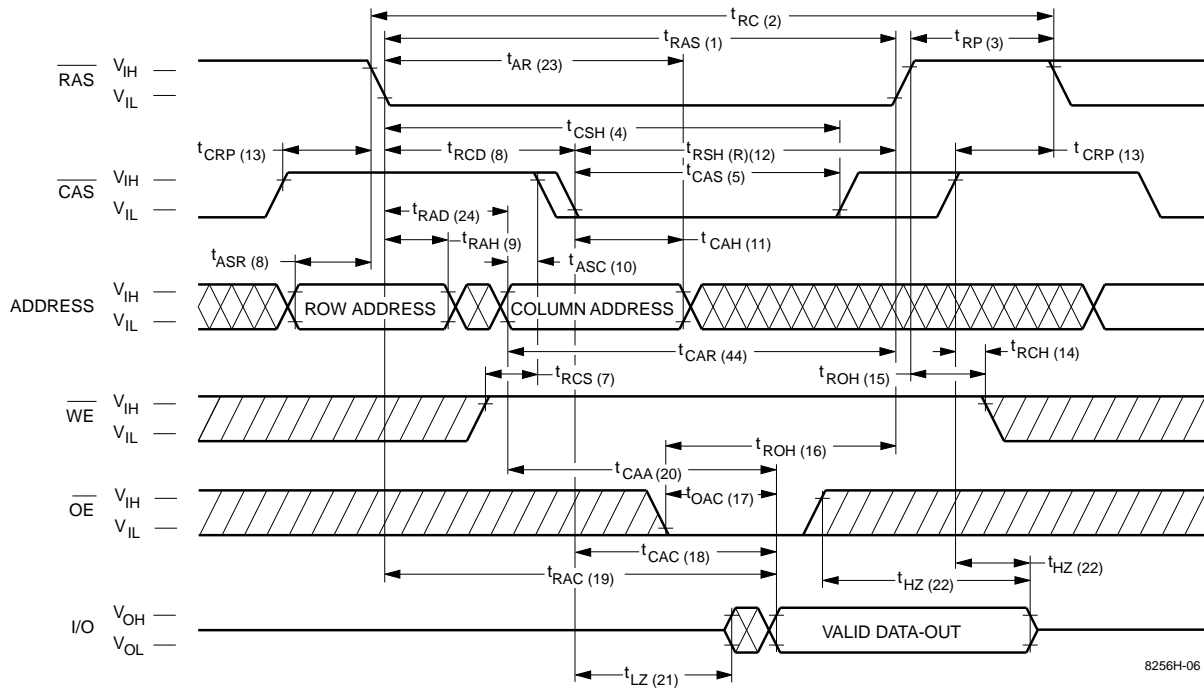 tRC (2)
tRAS (1)
tRP (3)
tAR (23)
RAS
VIH
VIL
tCSH (4)
tCRP (13)
tRCD (8)
tRSH (R)(12)
tCRP (13)
tCAS (5)
CAS
VIH
VIL
tRAD (24)
tRAH (9)
tCAH (11)
tASR (8)
tASC (10)
ADDRESS
VIH
VIL
ROW ADDRESS
COLUMN ADDRESS
tCAR (44)
tRCH (14)
tRCS (7)
tROH (15)
WE
VIH
VIL
tROH (16)
tCAA (20)
tOAC (17)
OE
VIH
VIL
tCAC (18)
tRAC (19)
tHZ (22)
tHZ (22)
I/O
VOH
VOL
VALID DATA-OUT
8256H-06
tLZ (21)